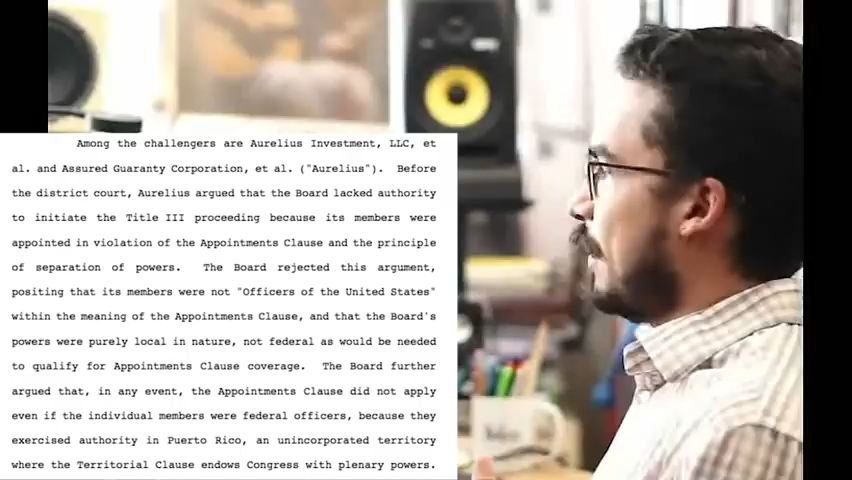 Among the challengers are Aurelius Investment, LLC, et
al. and Assured Guaranty Corporation, et al. ("Aurelius"). Before
the district court, Aurelius argued that the Board lacked authority
to initiate the Title III proceeding because its members were
appointed in violation of the Appointments Clause and the principle
of separation of powers. The Board rejected this argument,
positing that its members were not "Officers of the United States"
within the meaning of the Appointments Clause, and that the Board's
powers were purely local in nature, not federal as would be needed
to qualify for Appointments Clause coverage. The Board further
argued that, in any event, the Appointments Clause did not apply
even if the individual members were federal officers, because they
exercised authority in Puerto Rico, an unincorporated territory
where the Territorial Clause endows Congress with plenary powers.